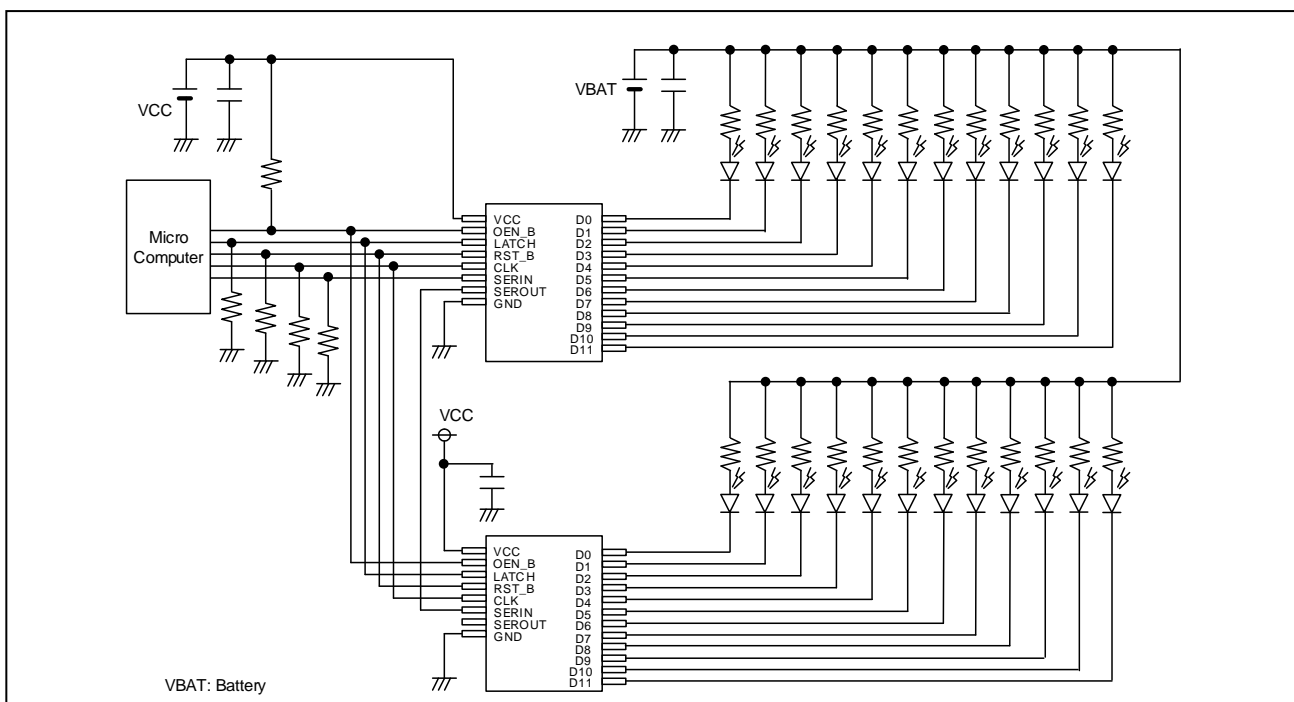 VCC
VBAT
Micro
Computer
VCC
OEN_B
LATCH
RST_B
CLK
SERIN
SEROUT
GND
D0
D1
D2
D3
D4
D5
D6
D7
D8
D9
D10
D11
VCC
VCC
OEN_B
LATCH
RST_B
CLK
SERIN
SEROUT
GND
D0
D1
D2
D3
D4
D5
D6
D7
D8
D9
D10
D11
VBAT: Battery